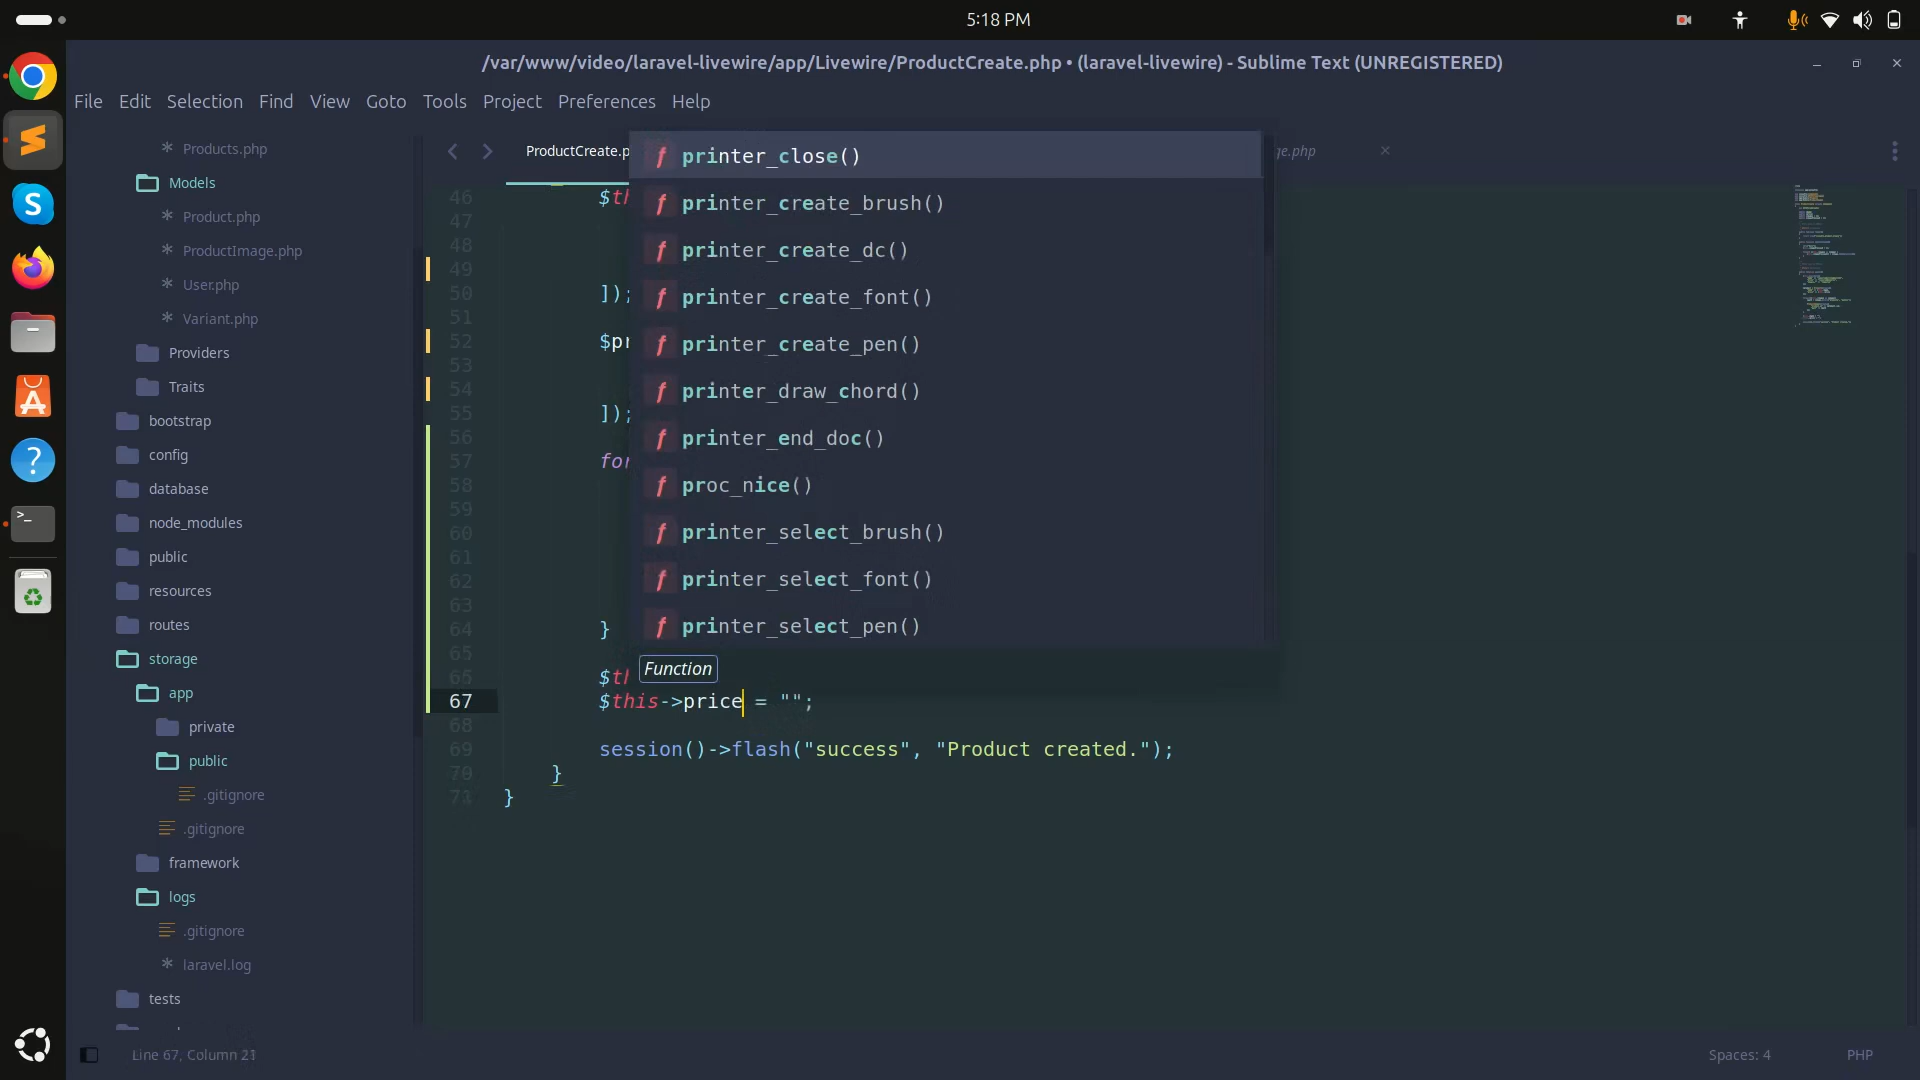 5:18 PM
/var/www/video/laravel-livewire/app/Livewire/ProductCreate.php • (laravel-livewire) - Sublime Text (UNREGISTERED)
File Edit Selection Find View Goto Tools Project Preferences Help
Products.php
Models
Product.php
ProductImage.php
User.php
Variant.php
Providers
Traits
bootstrap
config
database
node_modules
public
resources
routes
storage
app
private
public
.gitignore
.gitignore
framework
logs
.gitignore
laravel.log
tests
ProductCreate.p
ge.php
printer_close()
printer_create_brush()
printer_create_dc()
printer_create_font()
printer_create_pen()
printer_draw_chord()
printer_end_doc()
proc_nice()
printer_select_brush()
printer_select_font()
printer_select_pen()
Function
46 $th
47
48
49
50 ]);
51
52 $pr
53
54
55 ]);
56
57 for
58
59
60
61
62
63
64 }
65
66 $th
67 $this->price = "";
68
69 session()->flash("success", "Product created.");
70 }
71 }
Line 67, Column 21
Spaces: 4
PHP